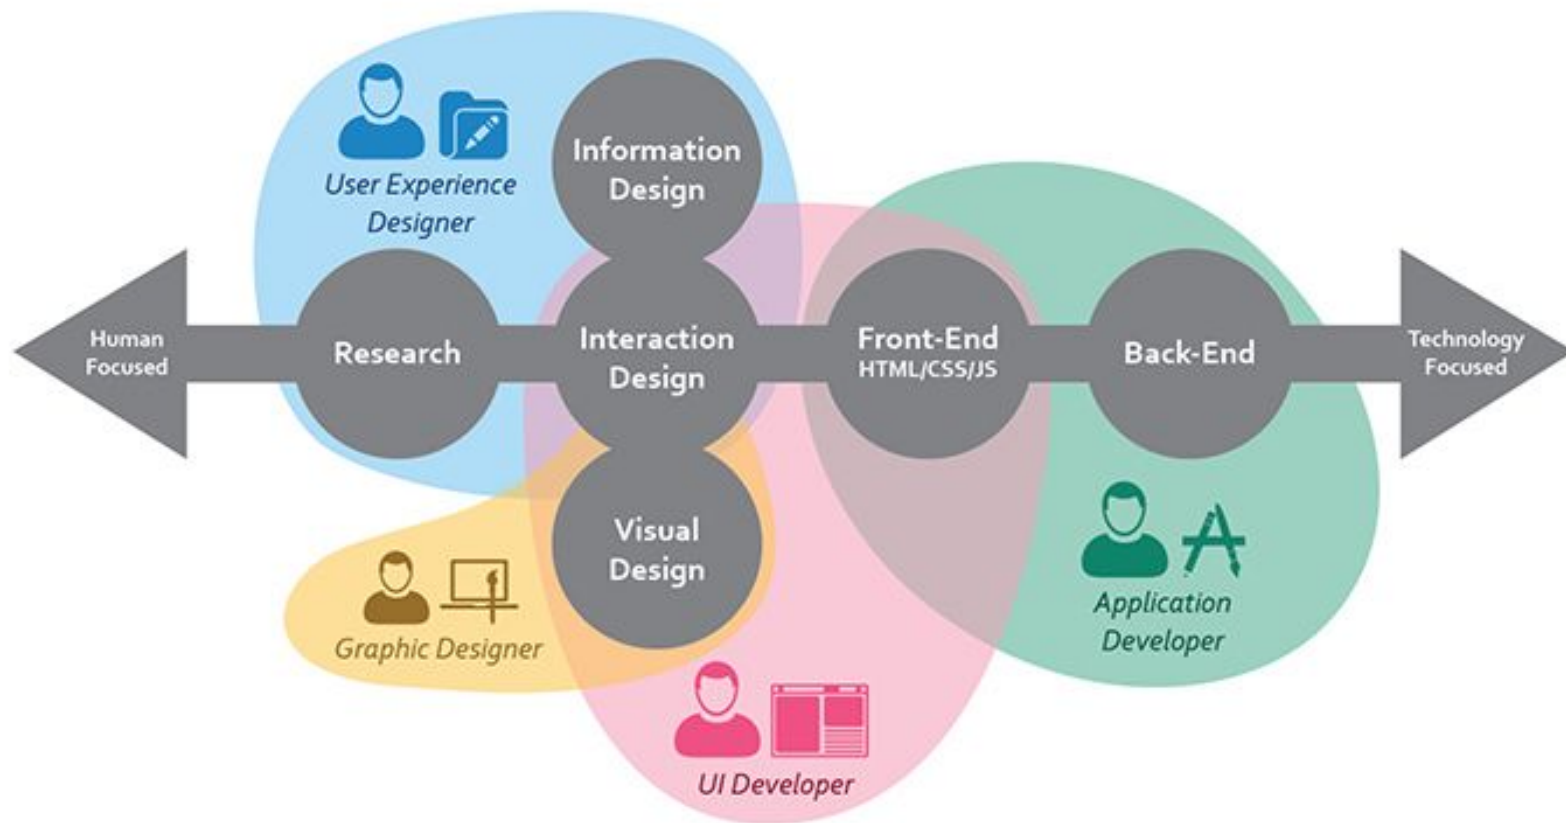 User Experience
Designer
Information
Design
Human
Focused
Research
Interaction
Design
Front-End
HTML/CSS/JS
Back-End
Technology
Focused
Visual
Design
Graphic Designer
Application
Developer
UI Developer